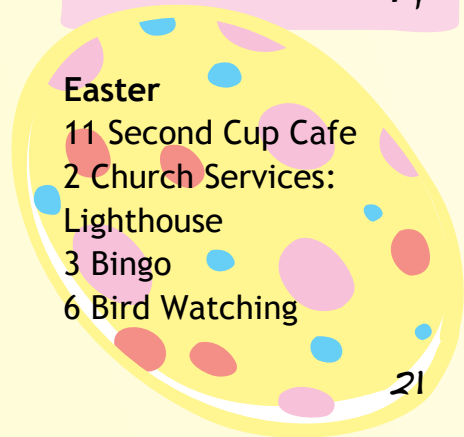 Easter
11 Second Cup Cafe
2 Church Services:
Lighthouse
3 Bingo
6 Bird Watching
21